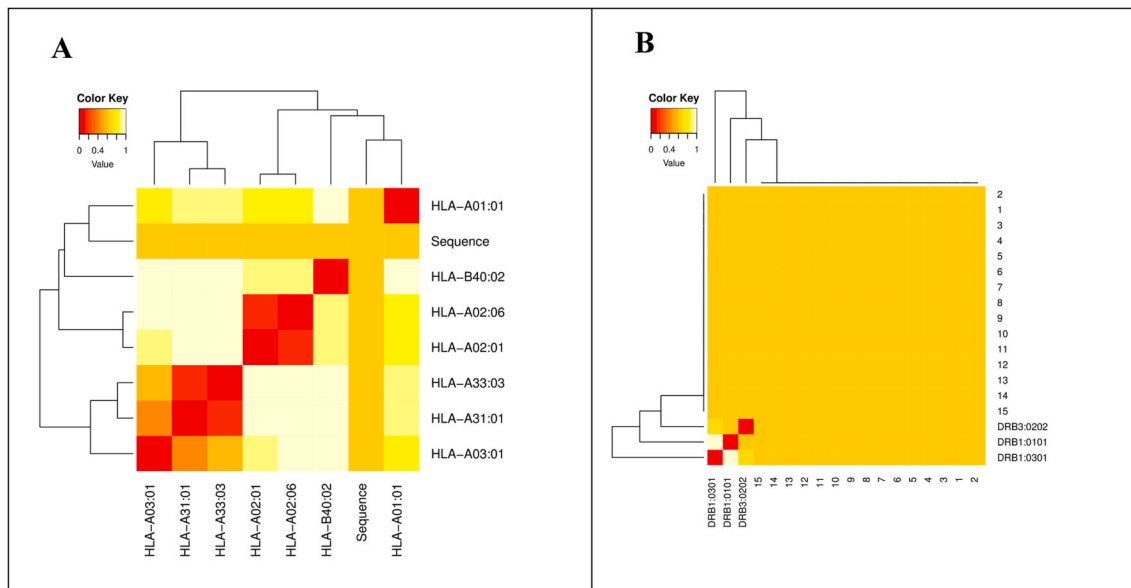 A
Color Key
0 0.4 1
Value
HLA-A01:01
Sequence
HLA-B40:02
HLA-A02:06
HLA-A02:01
HLA-A33:03
HLA-A31:01
HLA-A03:01
HLA-A03:01
HLA-A31:01
HLA-A33:03
HLA-A02:01
HLA-A02:06
HLA-B40:02
Sequence
HLA-A01:01
B
Color Key
0 0.4 1
Value
2
1
3
4
5
6
7
8
9
10
11
12
13
14
15
DRB3:0202
DRB1:0101
DRB1:0301
DRB1:0301
DRB1:0101
DRB3:0202
15
14
13
12
11
10
9
8
7
6
5
4
3
1
2